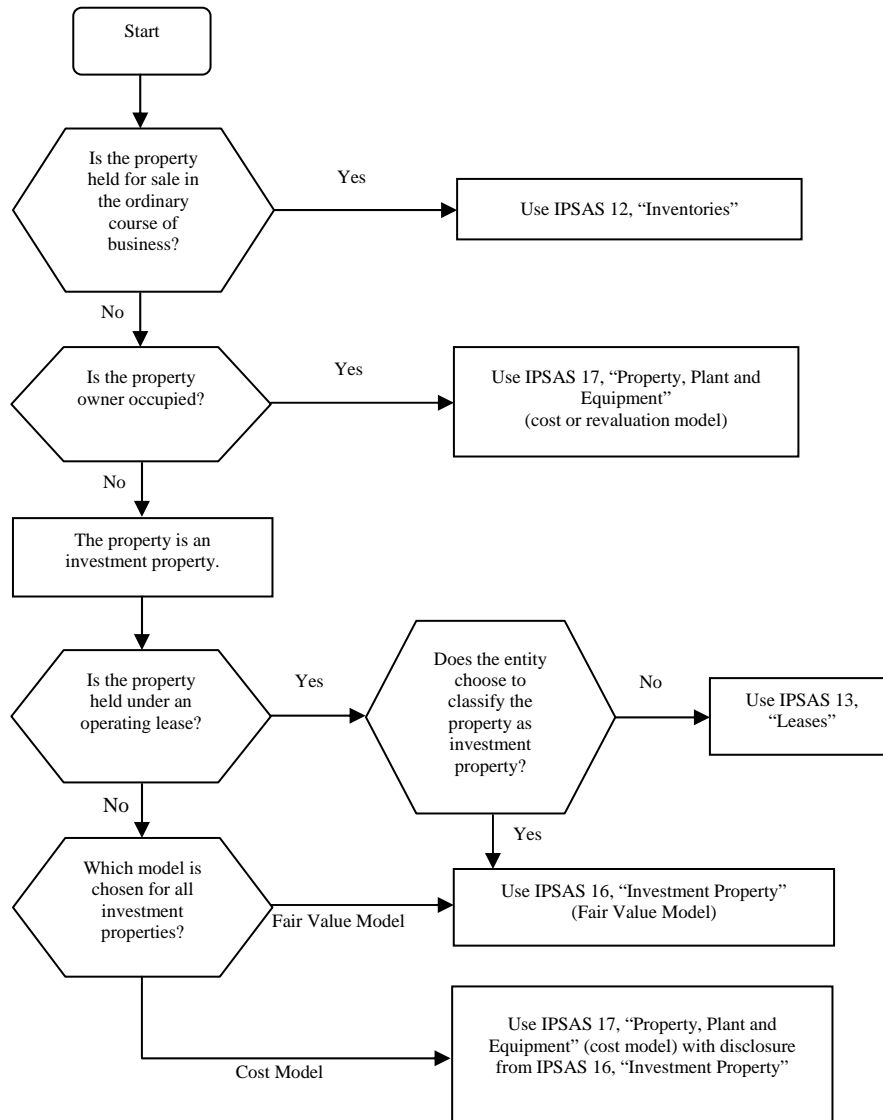 Start
Is the property
held for sale in
the ordinary
course of
business?
Yes
Use IPSAS 12, “Inventories”
No
Is the property
owner occupied?
Yes
Use IPSAS 17, “Property, Plant and
Equipment”
(cost or revaluation model)
No
The property is an
investment property.
Is the property
held under an
operating lease?
Yes
Does the entity
choose to
classify the
property as
investment
property?
No
Use IPSAS 13,
“Leases”
No
Yes
Which model is
chosen for all
investment
properties?
Fair Value Model
Use IPSAS 16, “Investment Property”
(Fair Value Model)
Cost Model
Use IPSAS 17, “Property, Plant and
Equipment” (cost model) with disclosure
from IPSAS 16, “Investment Property”